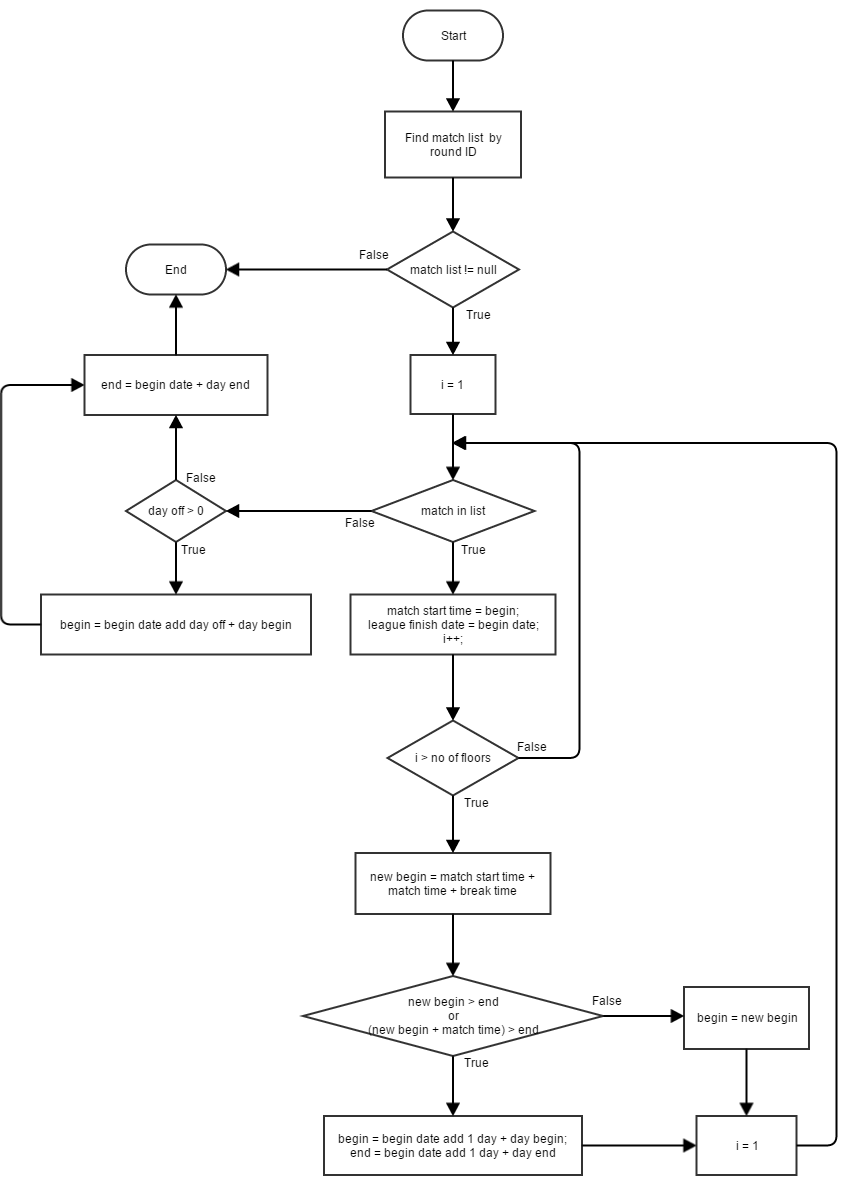 Start
Find match list by
round ID
False
match list != null
End
True
end = begin date + day end
i = 1
False
day off > 0
match in list
False
True
True
begin = begin date add day off + day begin
match start time = begin;
league finish date = begin date;
i++;
False
i > no of floors
True
new begin = match start time +
match time + break time
new begin > end
or
(new begin + match time) > end
False
begin = new begin
True
begin = begin date add 1 day + day begin;
end = begin date add 1 day + day end
i = 1